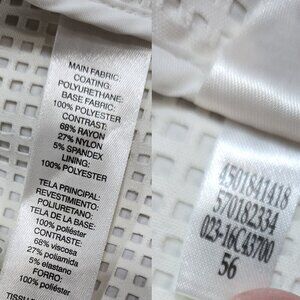 MAIN FABRIC:
COATING:
POLYURETHANE:
BASE FABRIC:
100% POLYESTER
CONTRAST:
68% RAYON
27% NYLON
5% SPANDEX
LINING:
100% POLYESTER
TELA PRINCIPAL:
REVESTIMIENTO:
POLIURETANO:
TELA DE LA BASE:
100% poliéster
CONTRASTE:
68% viscosa
27% poliamida
5% elastano
FORRO:
100% poliéster
4501841418
570182334
023-16C43700
56